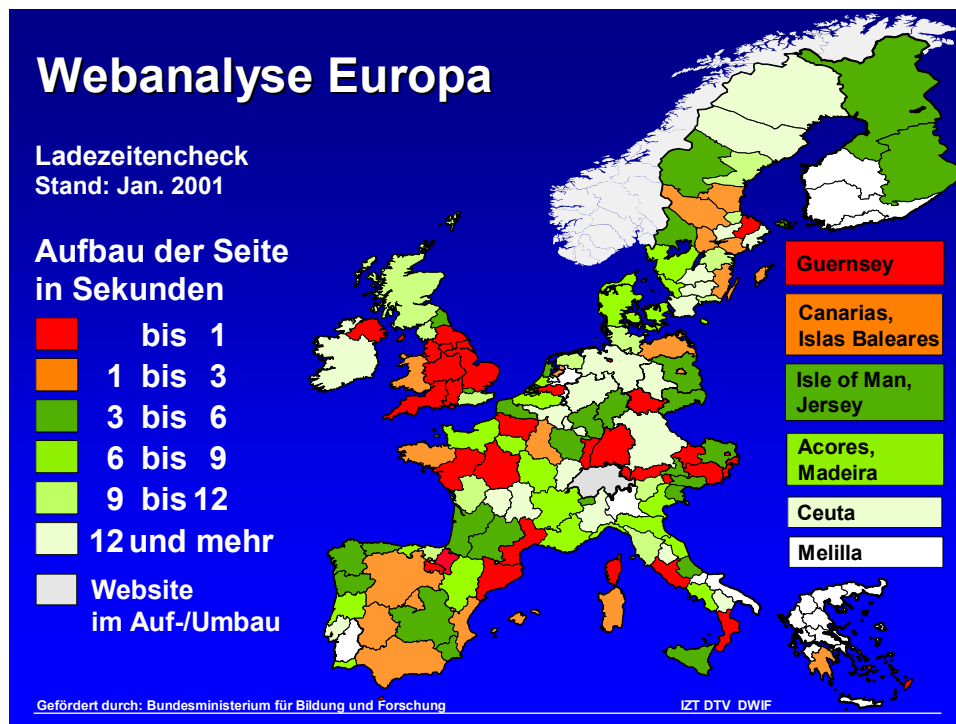 Webanalyse Europa
Ladezeitencheck
Stand: Jan. 2001
Aufbau der Seite
in Sekunden
bis 1
1 bis 3
3 bis 6
6 bis 9
9 bis 12
12 und mehr
Website
im Auf-/Umbau
Guernsey
Canarias,
Islas Baleares
Isle of Man,
Jersey
Acores,
Madeira
Ceuta
Melilla
Gefördert durch: Bundesministerium für Bildung und Forschung
IZT DTV DWIF